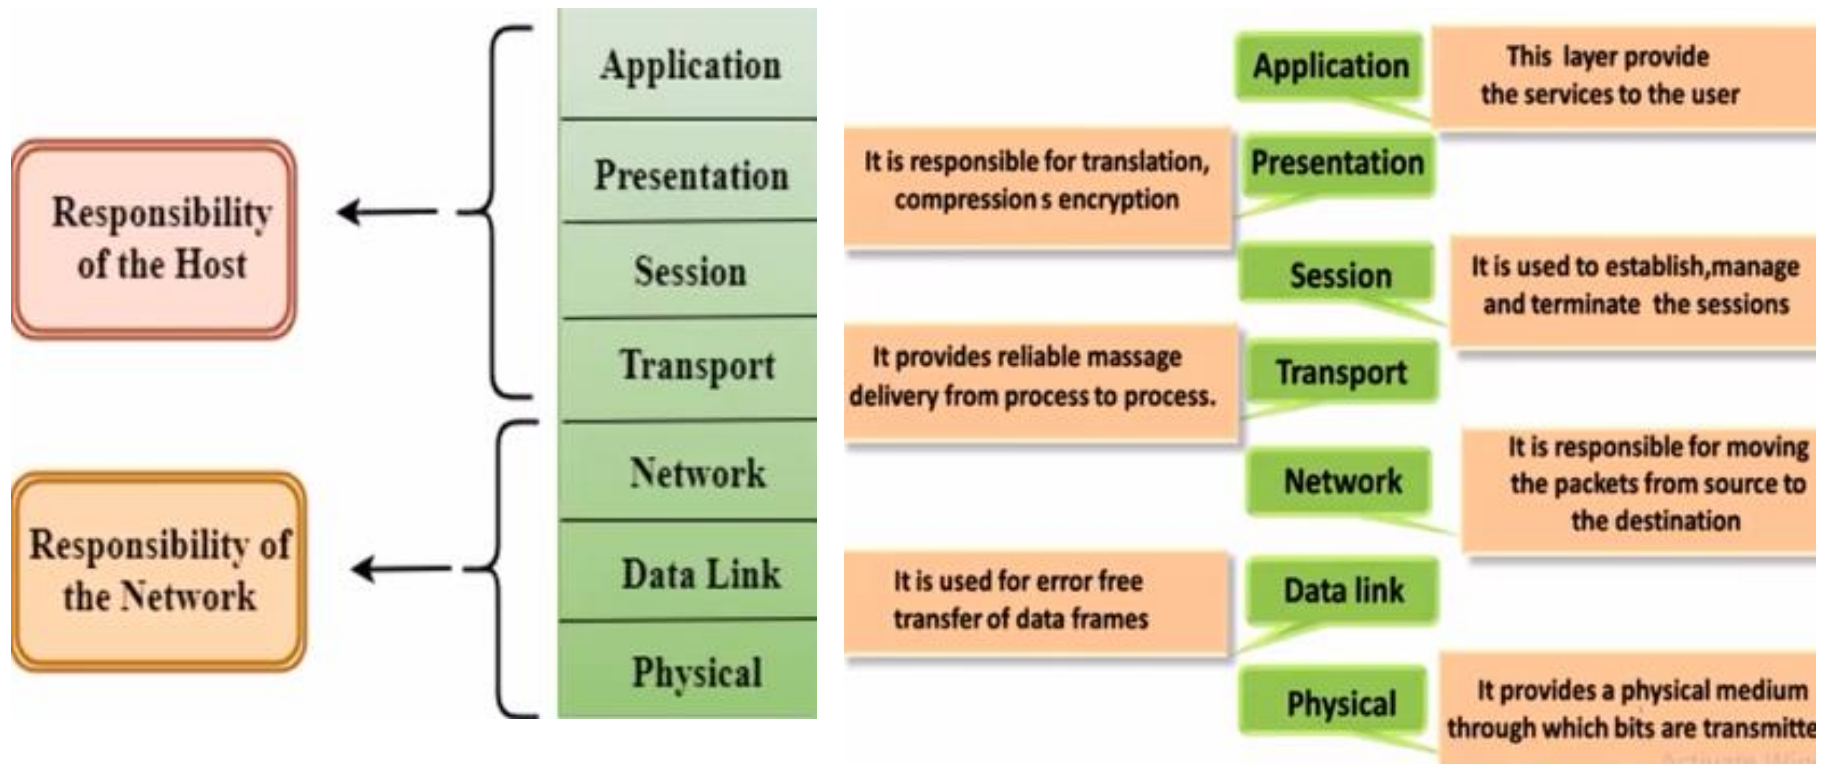 Responsibility
of the Host
Responsibility of
the Network
Application
Presentation
Session
Transport
Network
Data Link
Physical
Application
This layer provide
the services to the user
Presentation
It is responsible for translation,
compression s encryption
Session
It is used to establish,manage
and terminate the sessions
Transport
It provides reliable massage
delivery from process to process.
Network
It is responsible for moving
the packets from source to
the destination
Data link
It is used for error free
transfer of data frames
Physical
It provides a physical medium
through which bits are transmitte